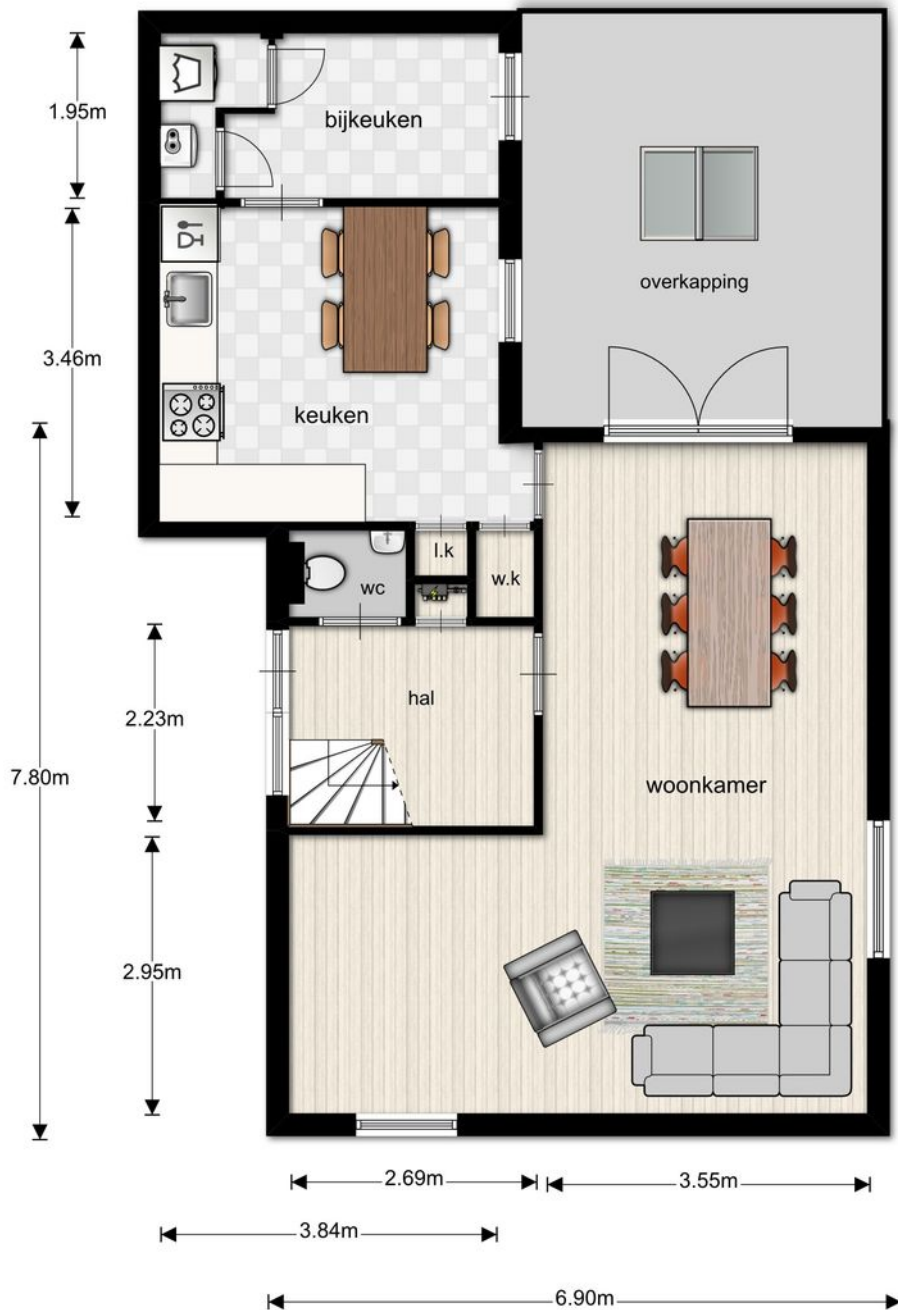 1.95m
bijkeuken
overkapping
3.46m
keuken
l.k
w.k
wc
hal
2.23m
7.80m
woonkamer
2.95m
2.69m
3.55m
3.84m
6.90m